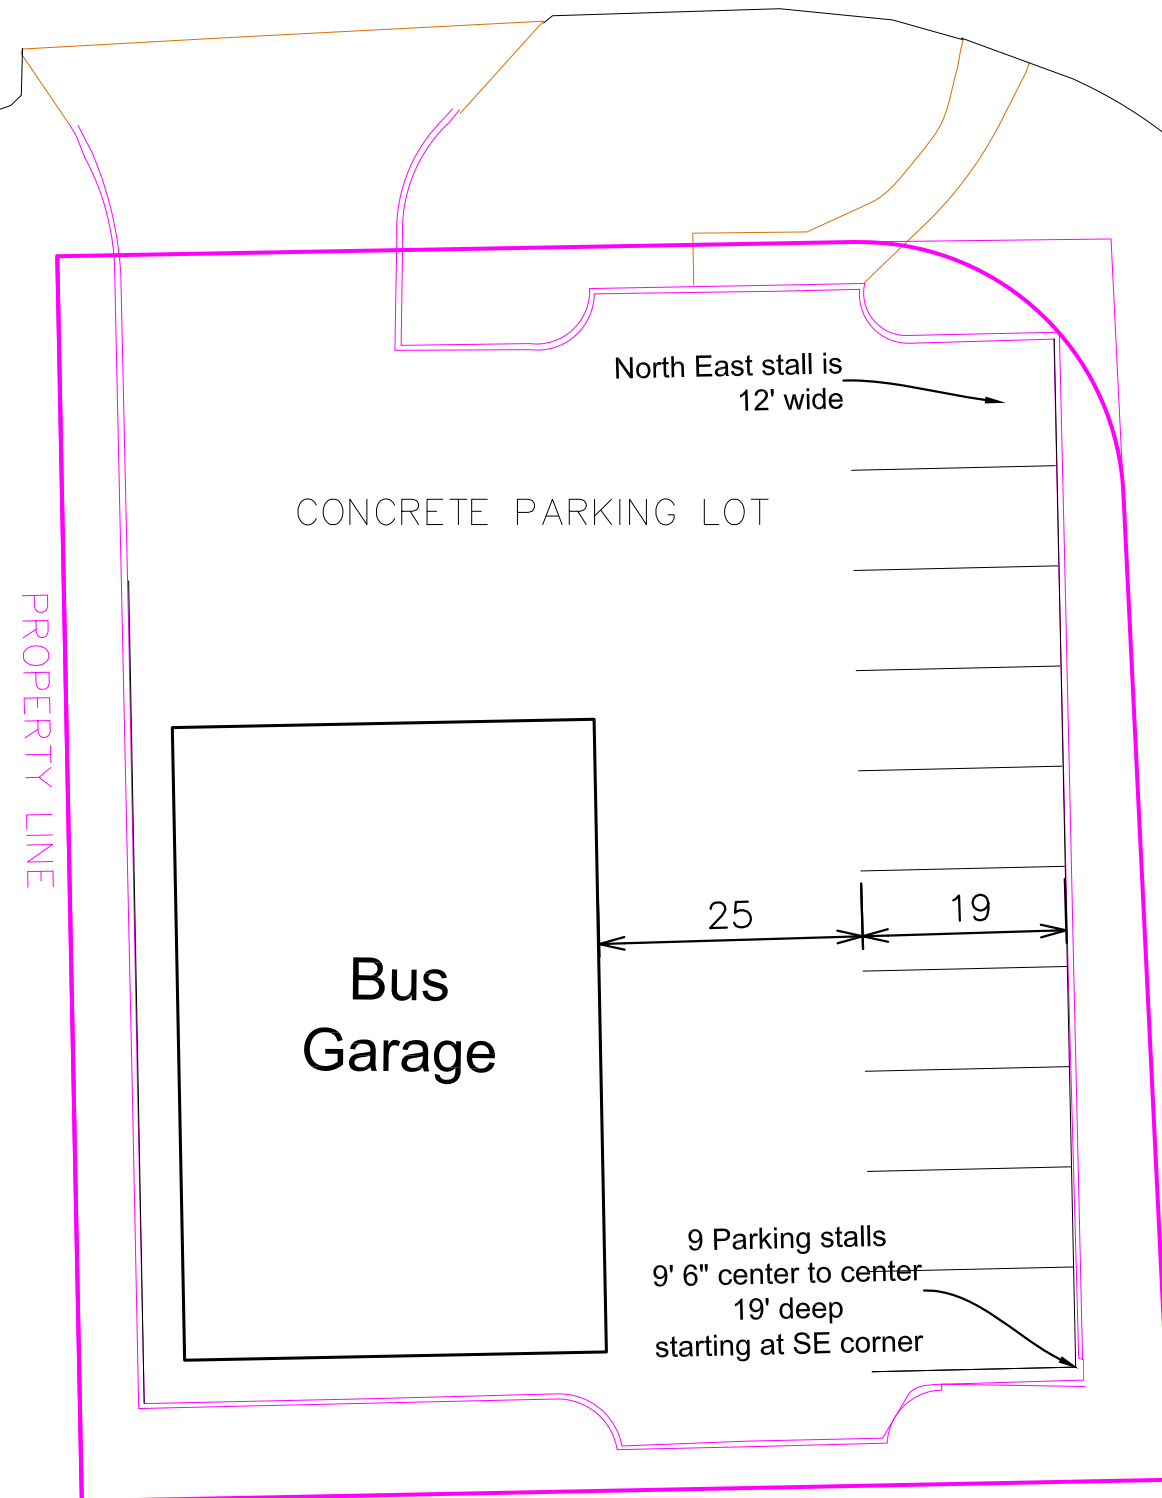 North East stall is
12' wide
CONCRETE PARKING LOT
PROPERTY LINE
25
19
Bus
Garage
9 Parking stalls
9' 6" center to center
19' deep
starting at SE corner